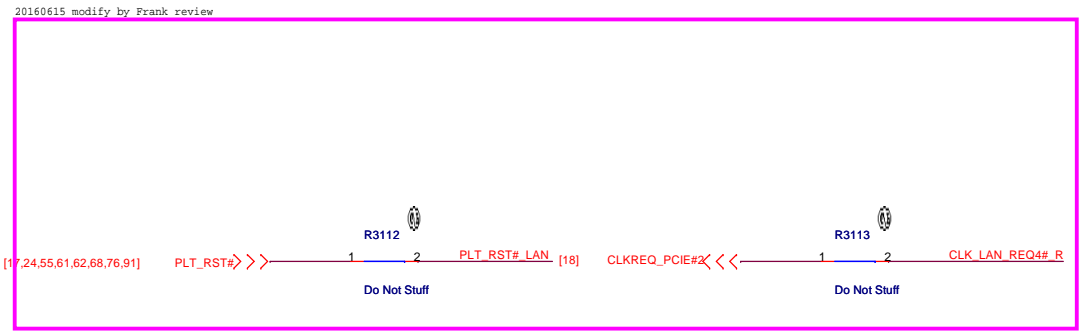 20160615 modify by Frank review
R3112
R3113
[17,24,55,61,62,68,76,91] PLT_RST# 1 2 PLT_RST#_LAN [18] CLKREQ_PCIE#2 1 2 CLK_LAN_REQ4#_R
Do Not Stuff
Do Not Stuff